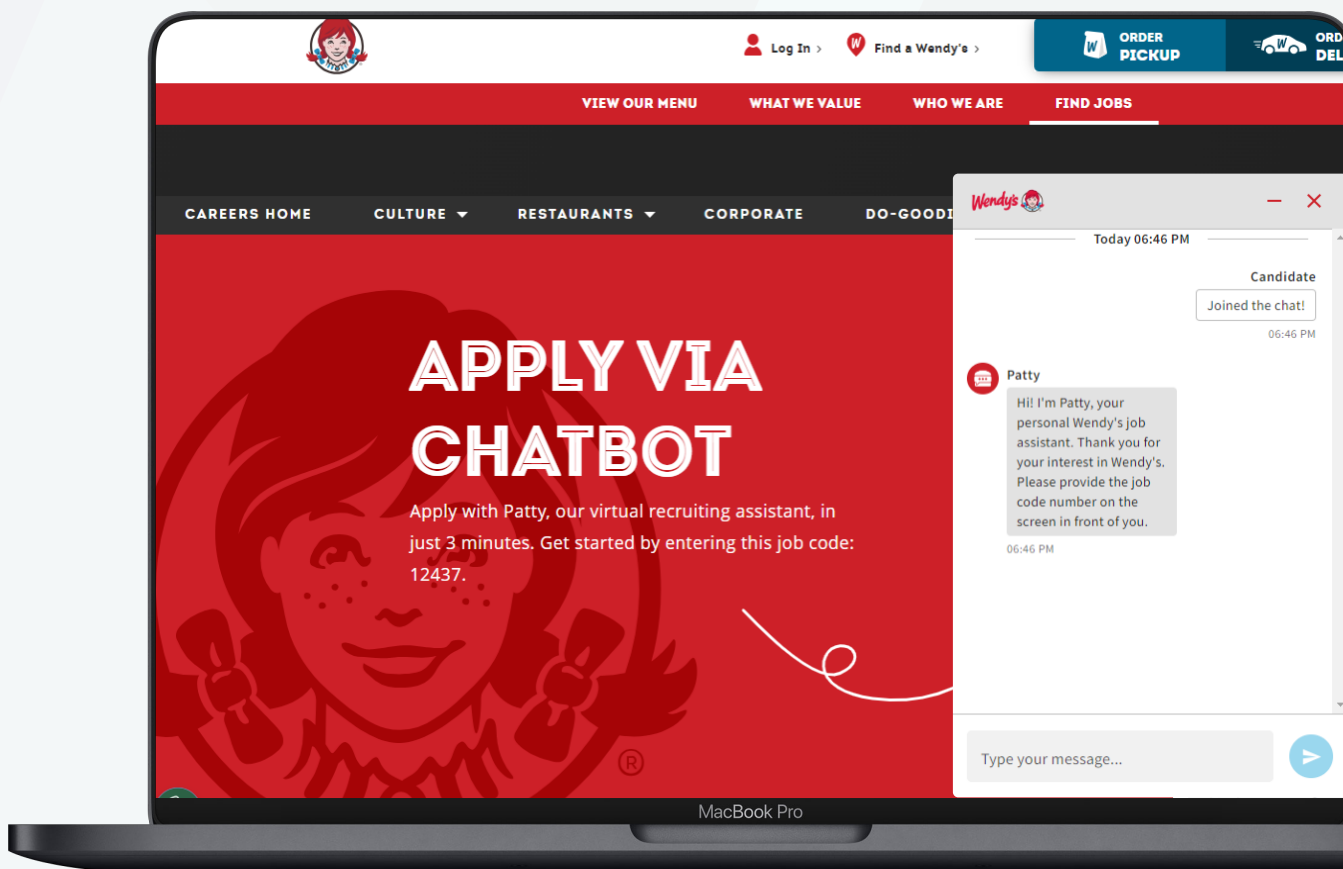 Log In >
Find a Wendy's >
W
ORDER
PICKUP
W
VIEW OUR MENU
WHAT WE VALUE
WHO WE ARE
FIND JOBS
CAREERS HOME
CULTURE
RESTAURANTS
CORPORATE
APPLY VIA
CHATBOT
Apply with Patty, our virtual recruiting assistant, in
just 3 minutes. Get started by entering this job code:
12437.
®
Wendy's
Today 06:46 PM
Candidate
Joined the chat!
06:46 PM
Patty
Hi! I'm Patty, your
personal Wendy's job
assistant. Thank you for
your interest in Wendy's.
Please provide the job
code number on the
screen in front of you.
06:46 PM
Type your message...
MacBook Pro